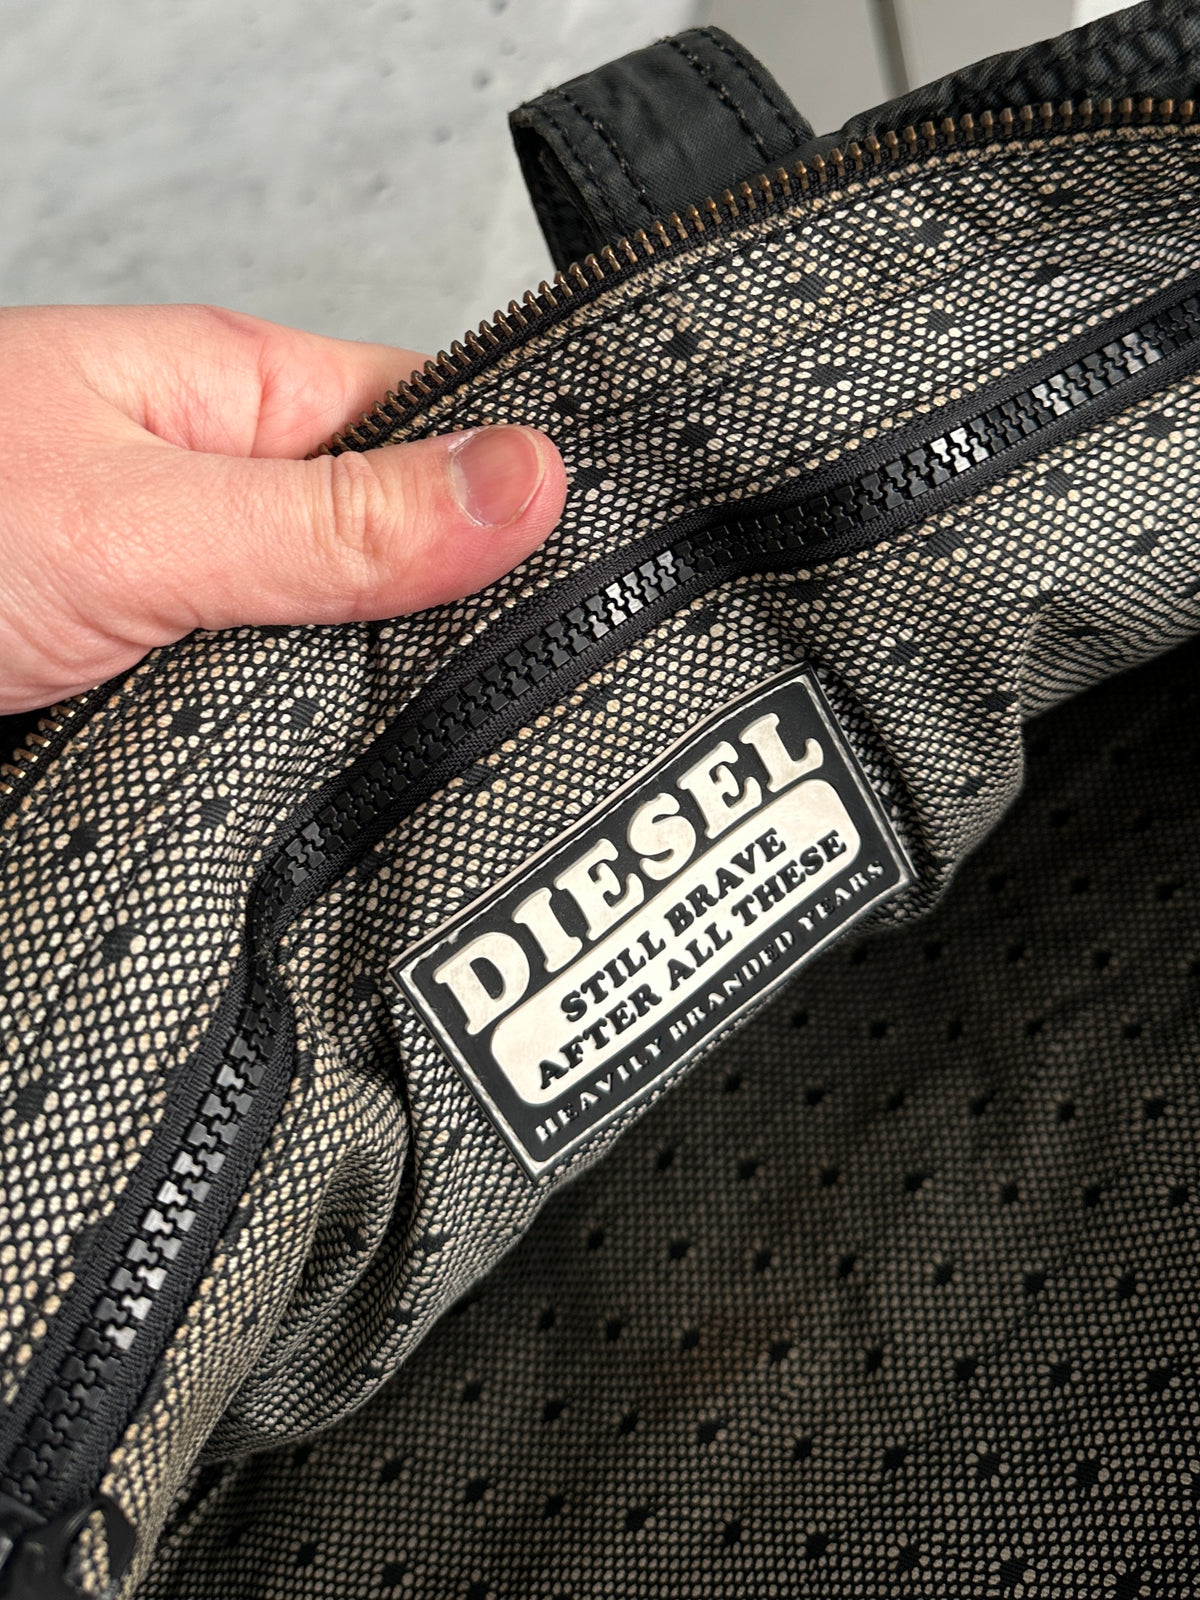 DIESEL
STILL BRAVE
AFTER ALL THESE
HEAVILY BRANDED YEARS